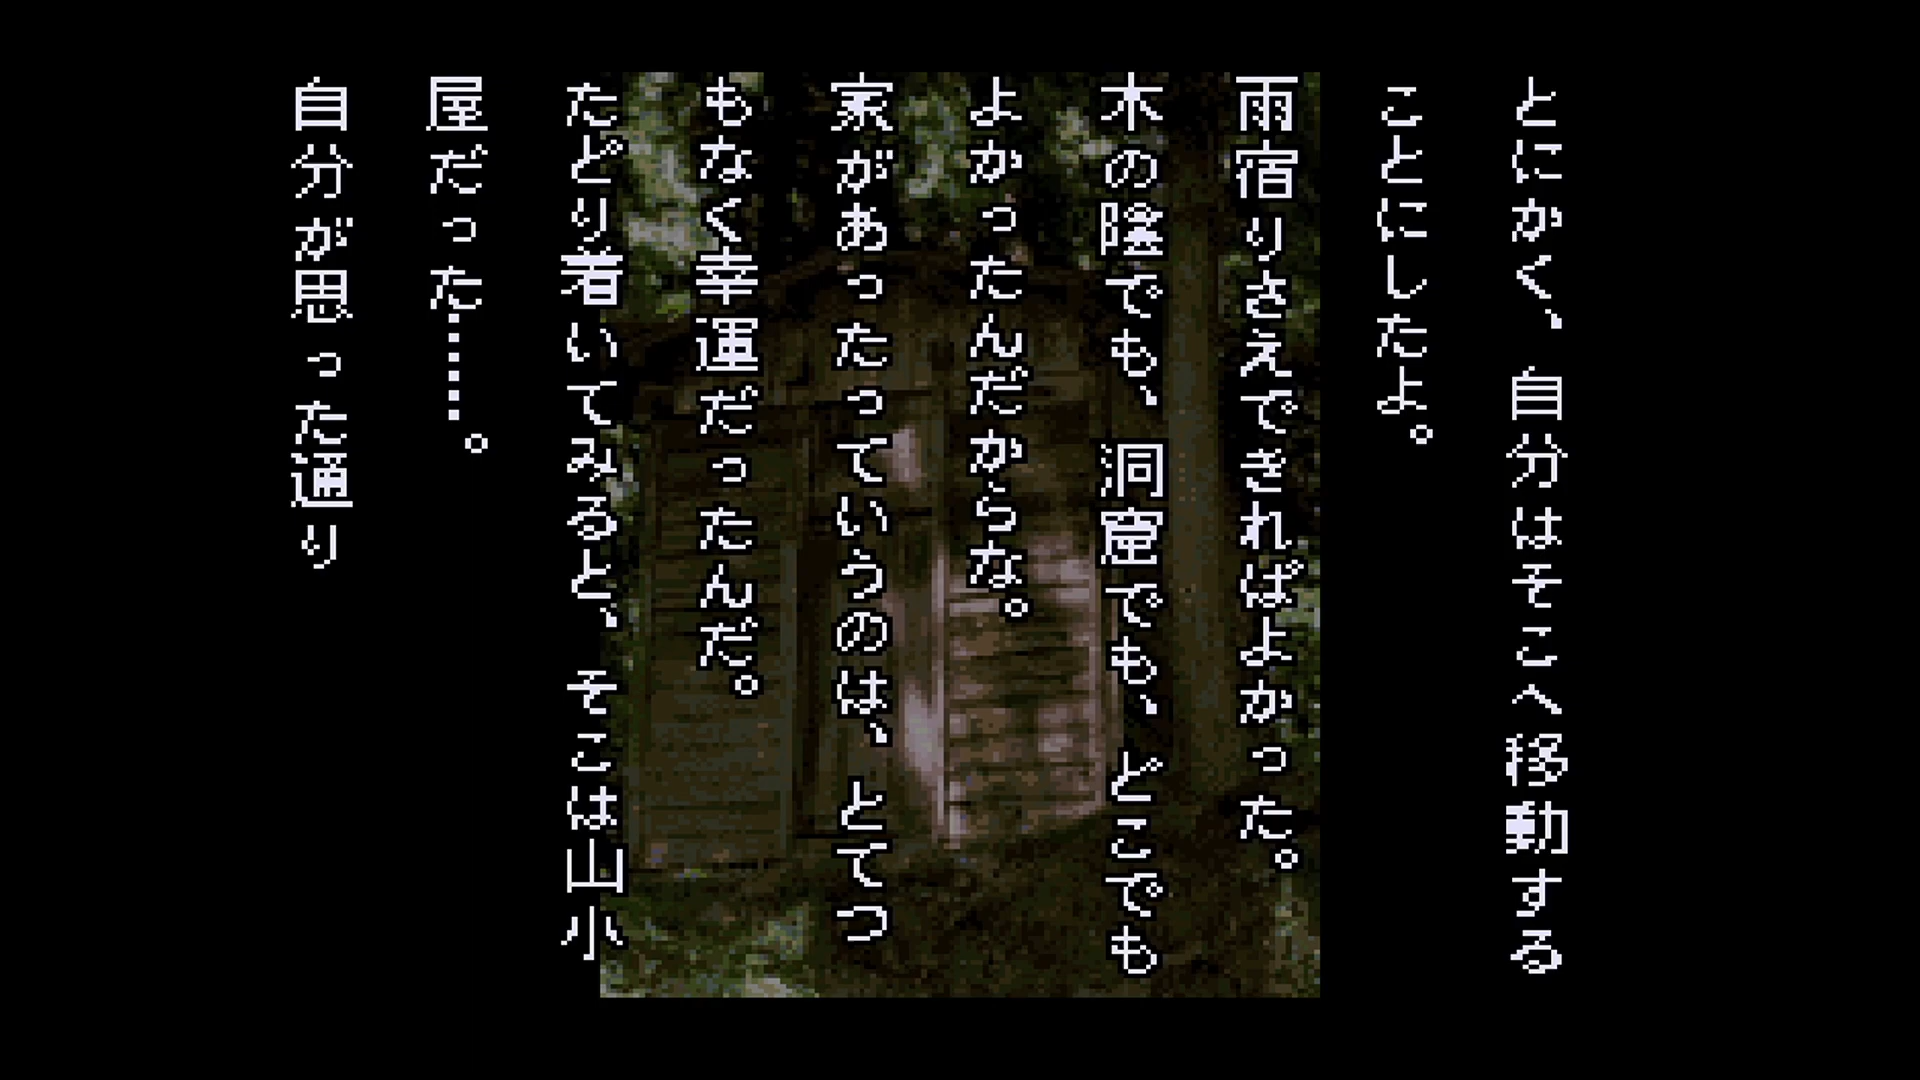 とにかく、自分はそこへ移動する
ことにしたよ。
雨宿りさえできればよかった。
木の陰でも、洞窟でも、どこでも
よかったんだからな。
家があったっていうのは、とてつ
もなく幸運だったんだ。
たどり着いてみると、そこは山小
屋だった……。
自分が思った通り